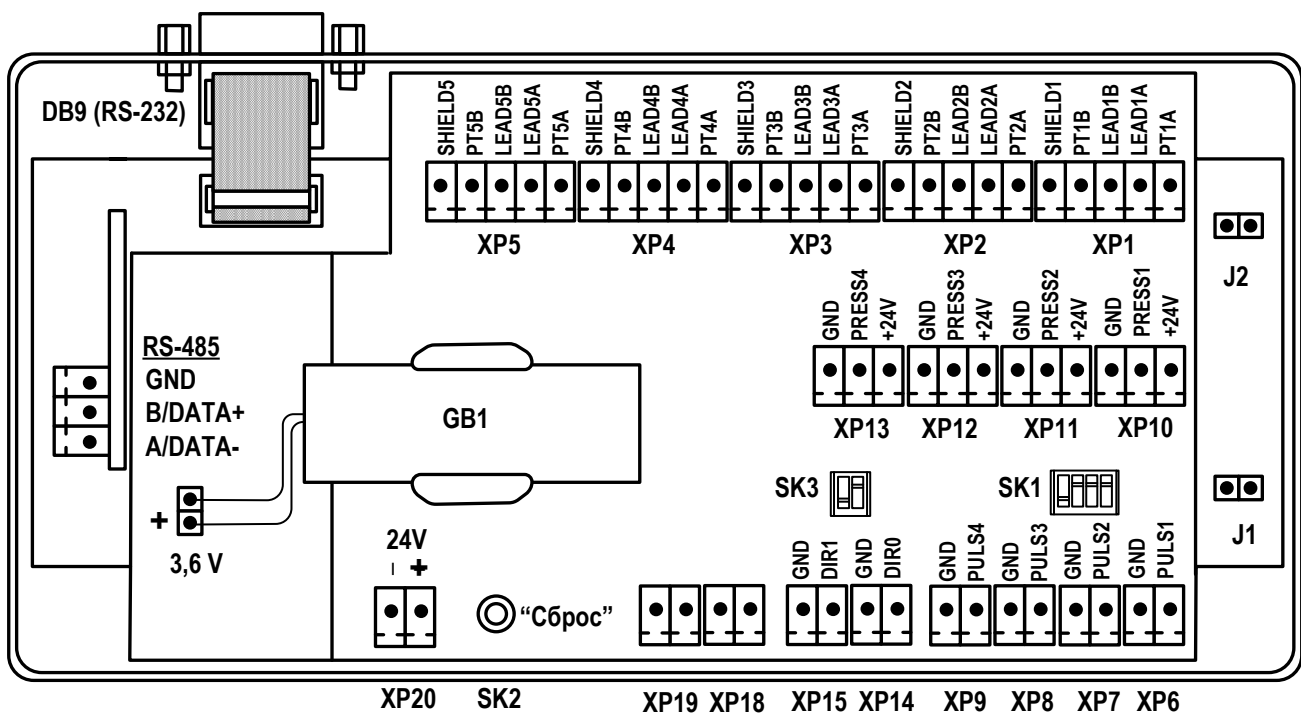 DB9 (RS-232)
SHIELD5 PT5B LEAD5B LEAD5A PT5A SHIELD4 PT4B LEAD4B LEAD4A PT4A SHIELD3 PT3B LEAD3B LEAD3A PT3A SHIELD2 PT2B LEAD2B LEAD2A PT2A SHIELD1 PT1B LEAD1B LEAD1A PT1A
XP5 XP4 XP3 XP2 XP1
J2
GND PRESS4 +24V GND PRESS3 +24V GND PRESS2 +24V GND PRESS1 +24V
XP13 XP12 XP11 XP10
RS-485
GND
B/DATA+
A/DATA-
GB1
+
3,6 V
SK3 SK1
J1
24V
– +
GND DIR1 GND DIR0 GND PULS4 GND PULS3 GND PULS2 GND PULS1
“Сброс”
XP20 SK2 XP19 XP18 XP15 XP14 XP9 XP8 XP7 XP6